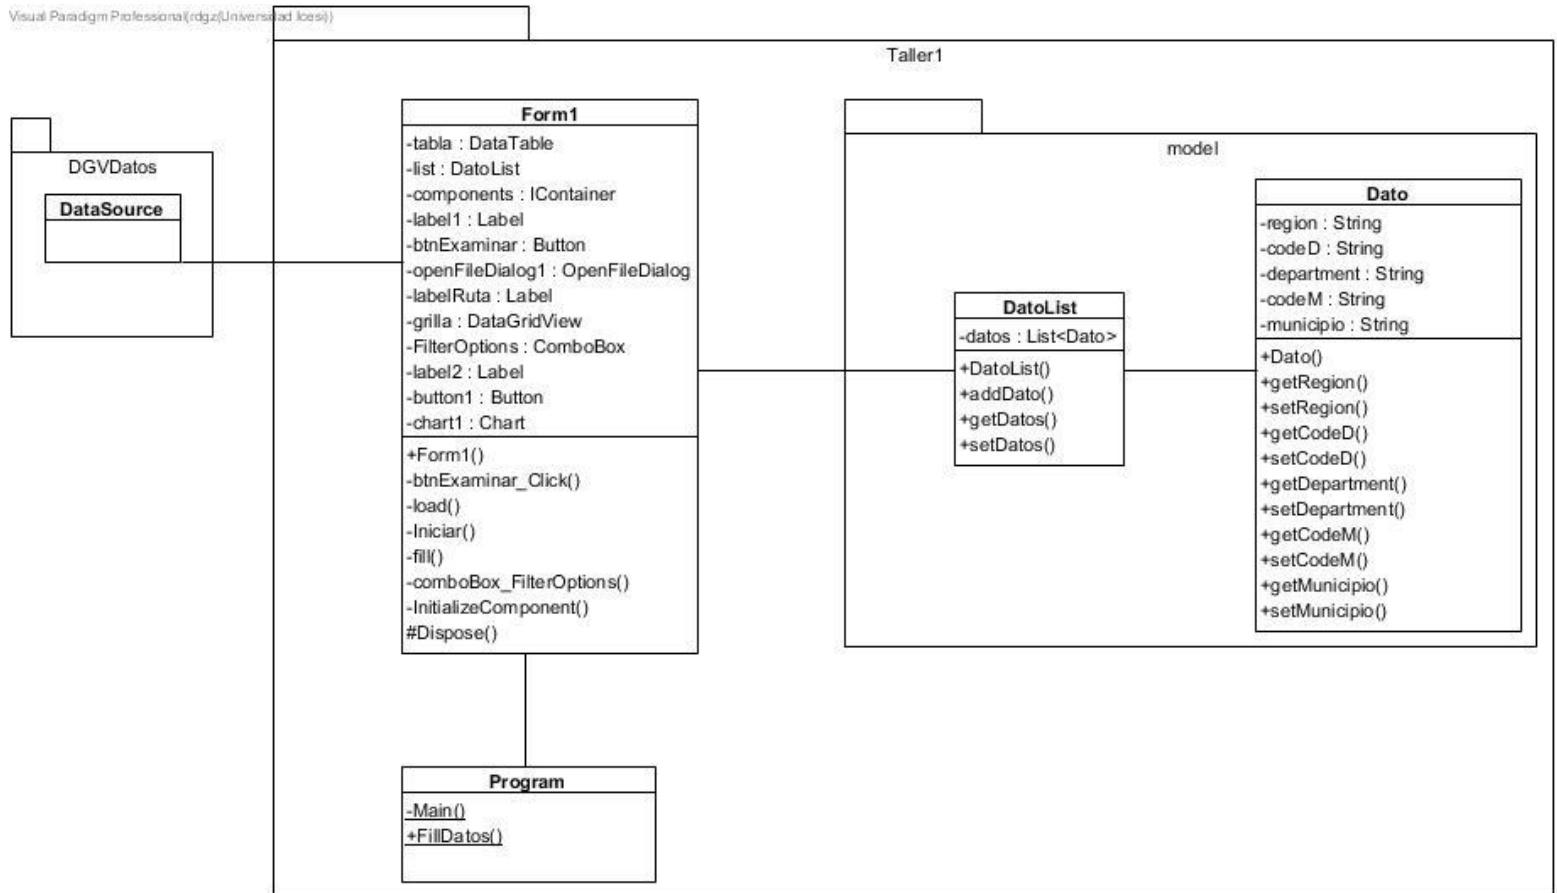 Visual Paradigm Professional(rdgz(Universidad Icesi))
Taller1
DGVDatos
DataSource
Form1
-tabla : DataTable
-list : DatoList
-components : IContainer
-label1 : Label
-btnExaminar : Button
-openFileDialog1 : OpenFileDialog
-labelRuta : Label
-grilla : DataGridView
-FilterOptions : ComboBox
-label2 : Label
-button1 : Button
-chart1 : Chart
+Form1()
-btnExaminar_Click()
-load()
-Iniciar()
-fill()
-comboBox_FilterOptions()
-InitializeComponent()
#Dispose()
model
DatoList
-datos : List<Dato>
+DatoList()
+addDato()
+getDatos()
+setDatos()
Dato
-region : String
-codeD : String
-department : String
-codeM : String
-municipio : String
+Dato()
+getRegion()
+setRegion()
+getCodeD()
+setCodeD()
+getDepartment()
+setDepartment()
+getCodeM()
+setCodeM()
+getMunicipio()
+setMunicipio()
Program
-Main()
+FillDatos()